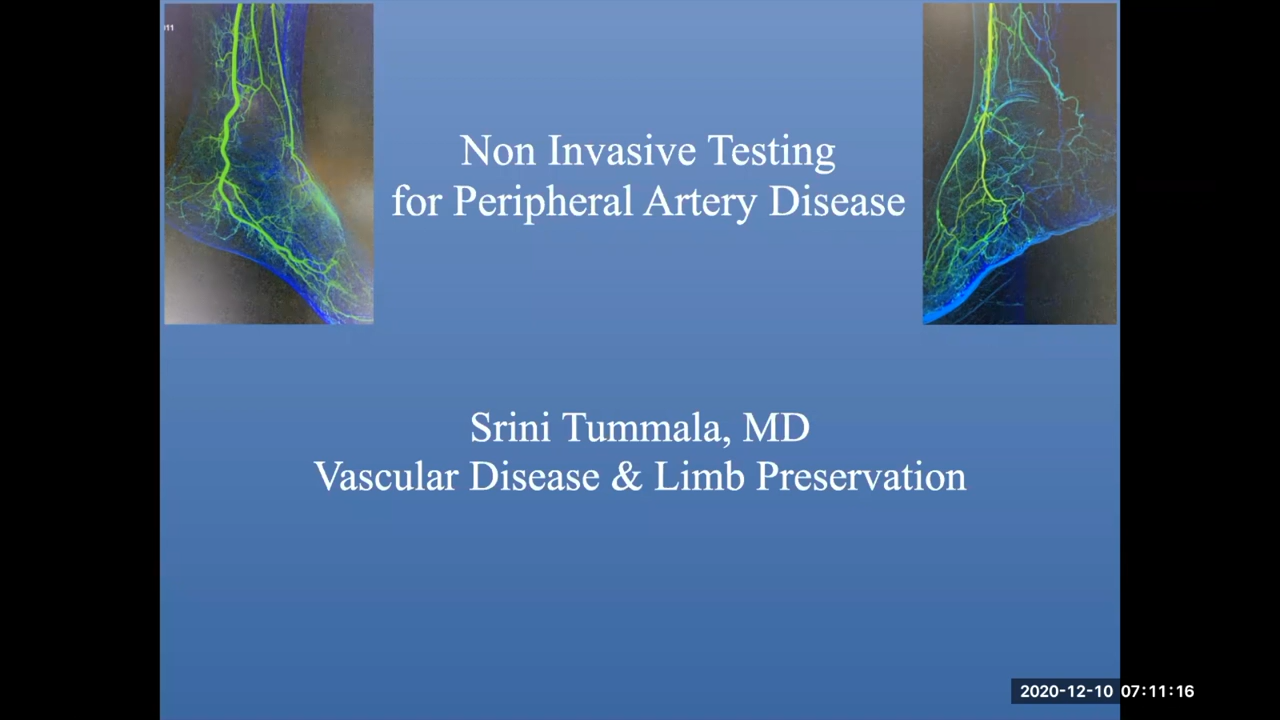 Non Invasive Testing
for Peripheral Artery Disease
Srini Tummala, MD
Vascular Disease & Limb Preservation
2020-12-10 07:11:16